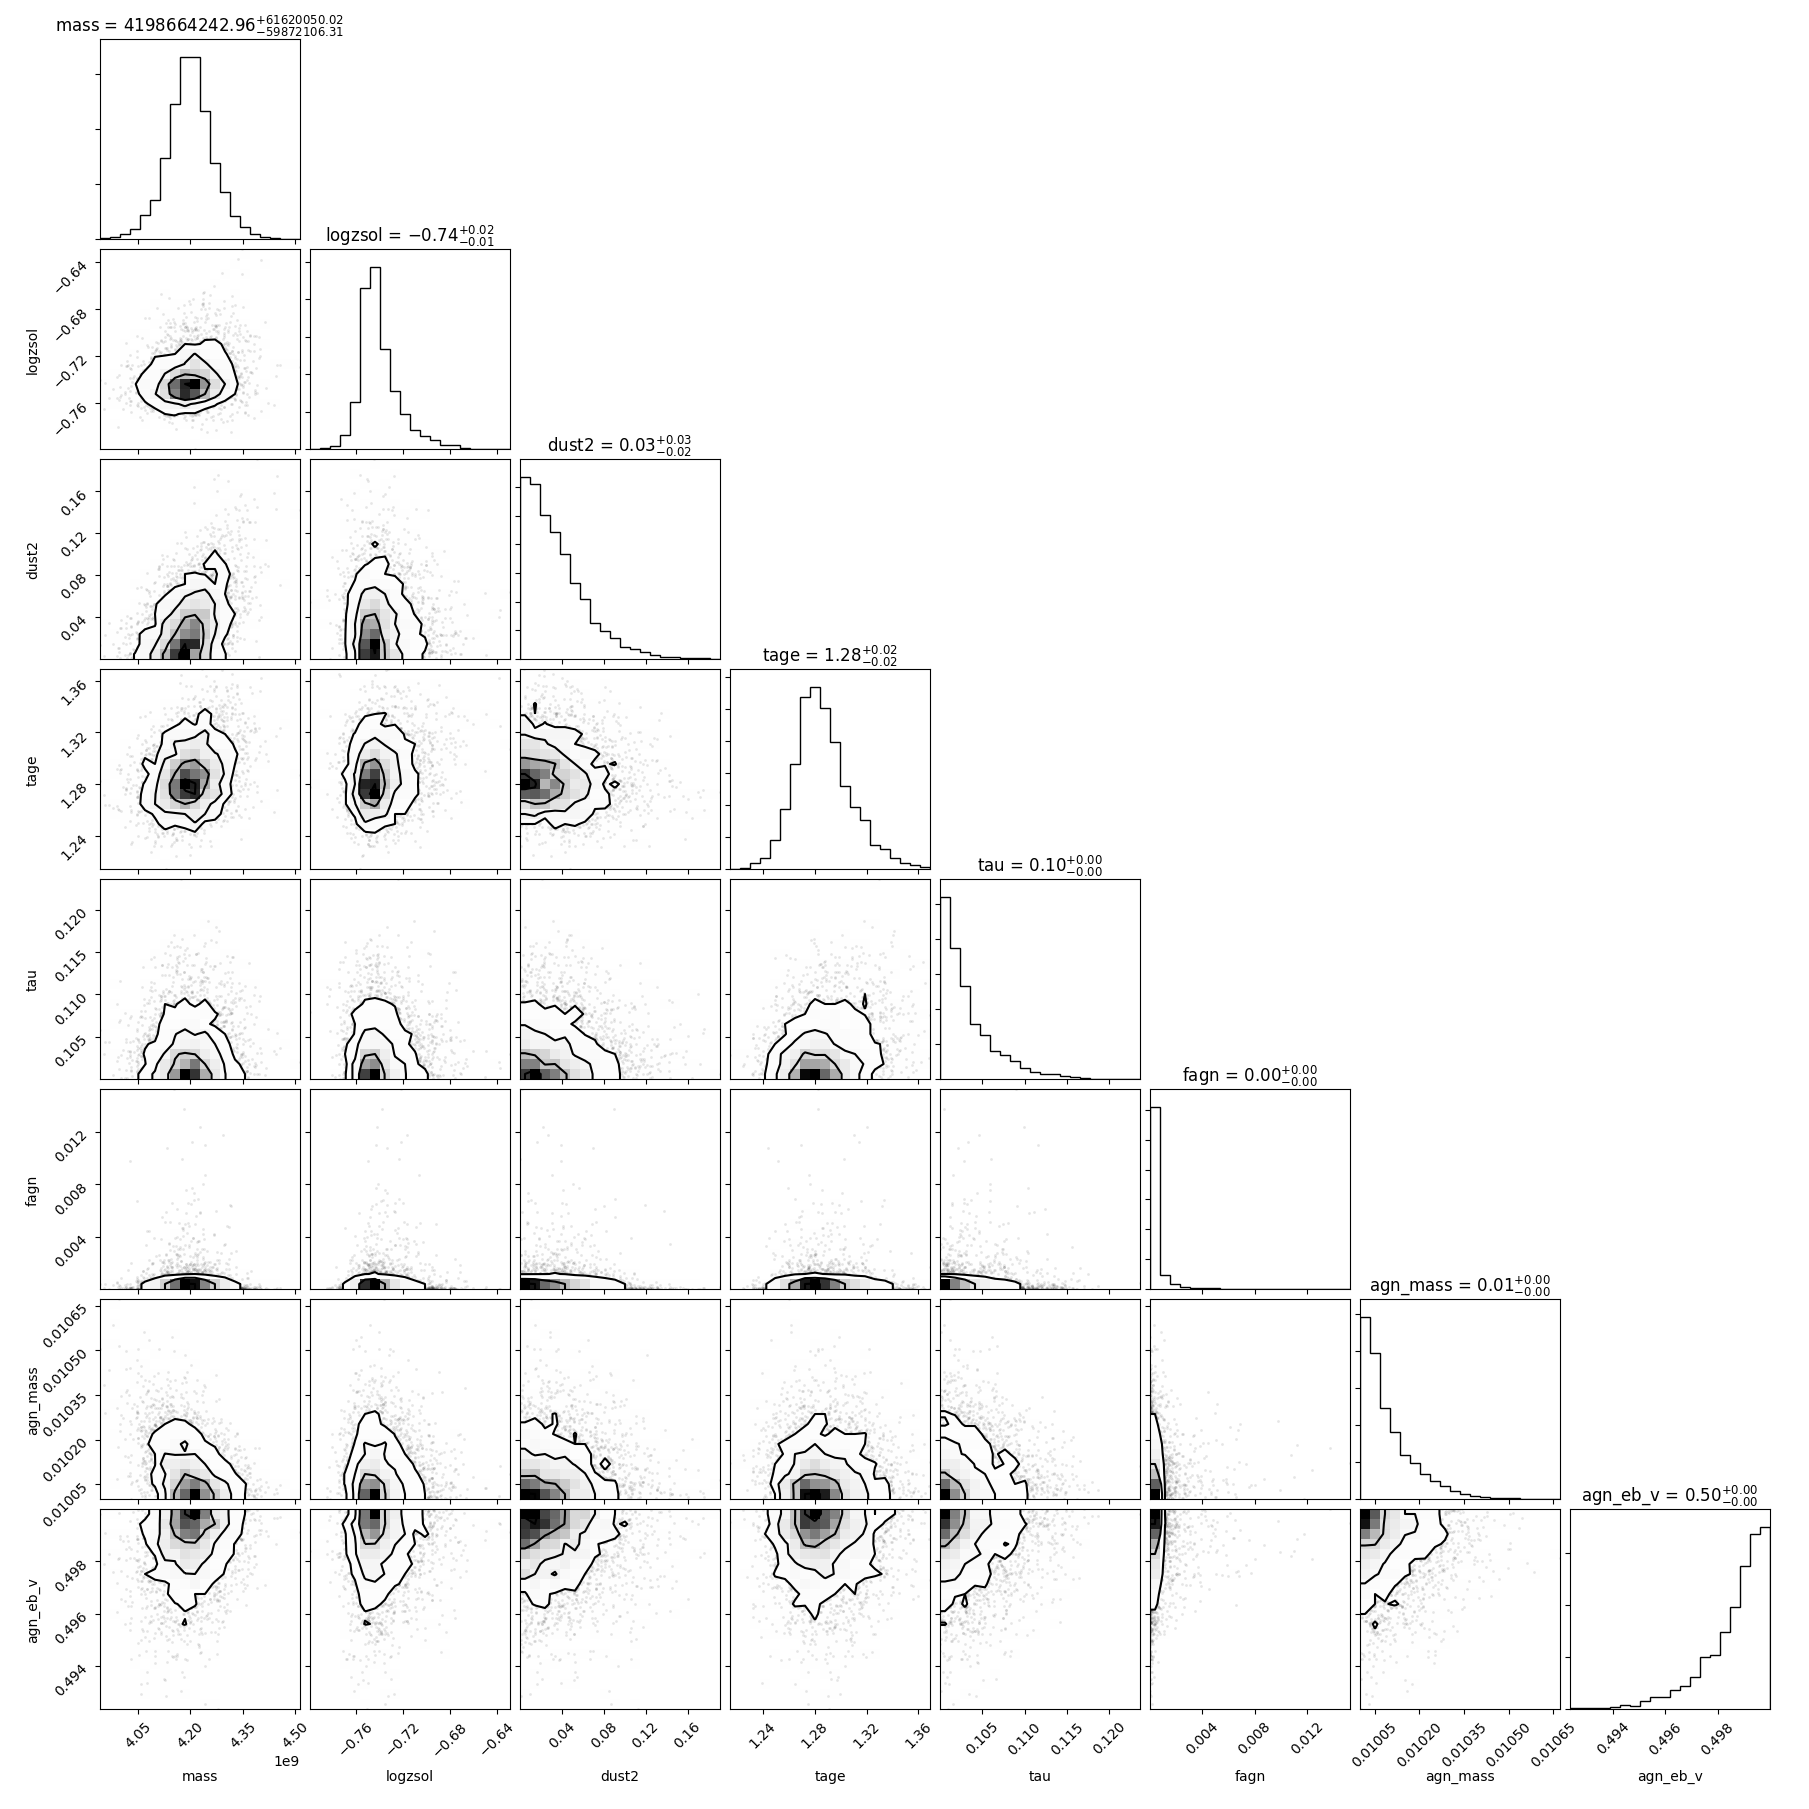 mass = 4198664242.96+61620050.02−59872106.31
logzsol = −0.74+0.02−0.01
−0.64
−0.68
−0.72
−0.76
logzsol
dust2 = 0.03+0.03−0.02
0.16
0.12
0.08
0.04
dust2
tage = 1.28+0.02−0.02
1.36
1.32
1.28
1.24
tage
tau = 0.10+0.00−0.00
0.120
0.115
0.110
0.105
tau
fagn = 0.00+0.00−0.00
0.012
0.008
0.004
fagn
agn_mass = 0.01+0.00−0.00
0.01065
0.01050
0.01035
0.01020
0.01005
agn_mass
agn_eb_v = 0.50+0.00−0.00
0.498
0.496
0.494
agn_eb_v
4.05 4.20 4.35 4.50
1e9
mass
−0.76 −0.72 −0.68 −0.64
logzsol
0.04 0.08 0.12 0.16
dust2
1.24 1.28 1.32 1.36
tage
0.105 0.110 0.115 0.120
tau
0.004 0.008 0.012
fagn
0.01005 0.01020 0.01035 0.01050 0.01065
agn_mass
0.494 0.496 0.498
agn_eb_v